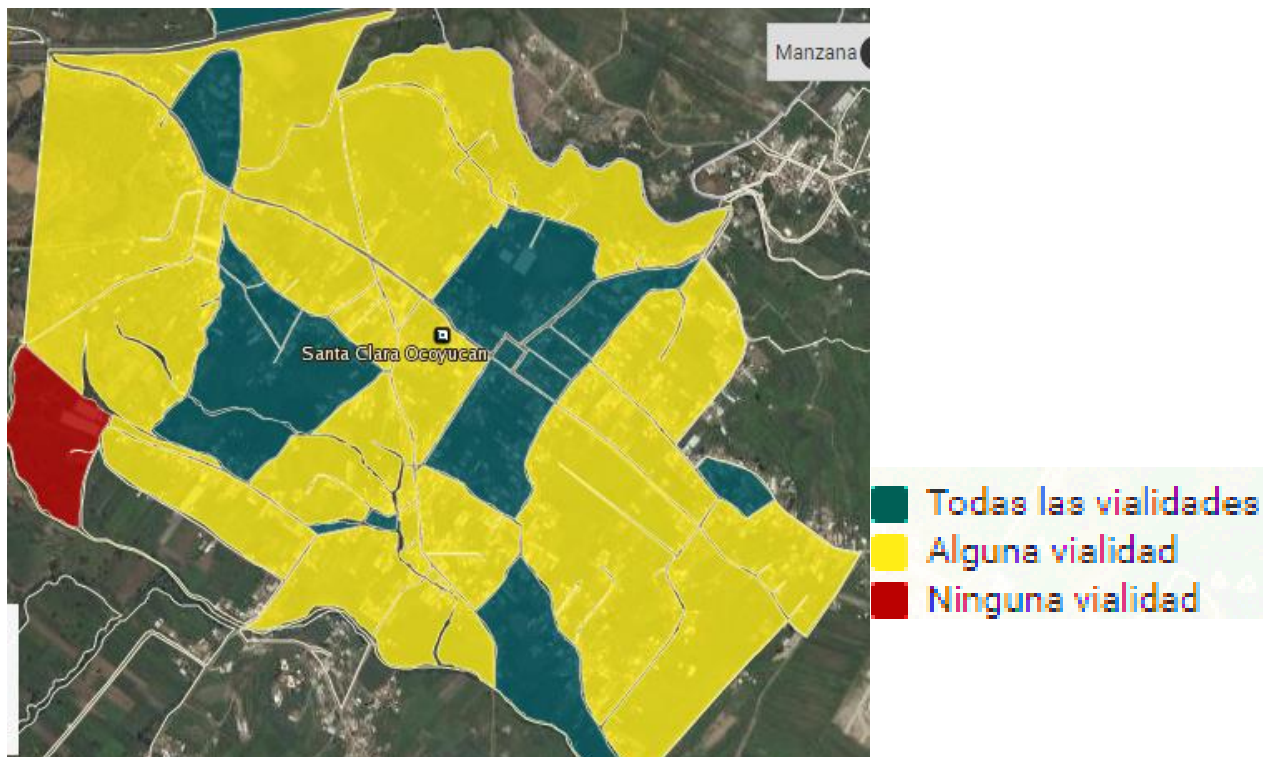 Manzana
Santa Clara Ocoyucan
Todas las vialidades
Alguna vialidad
Ninguna vialidad